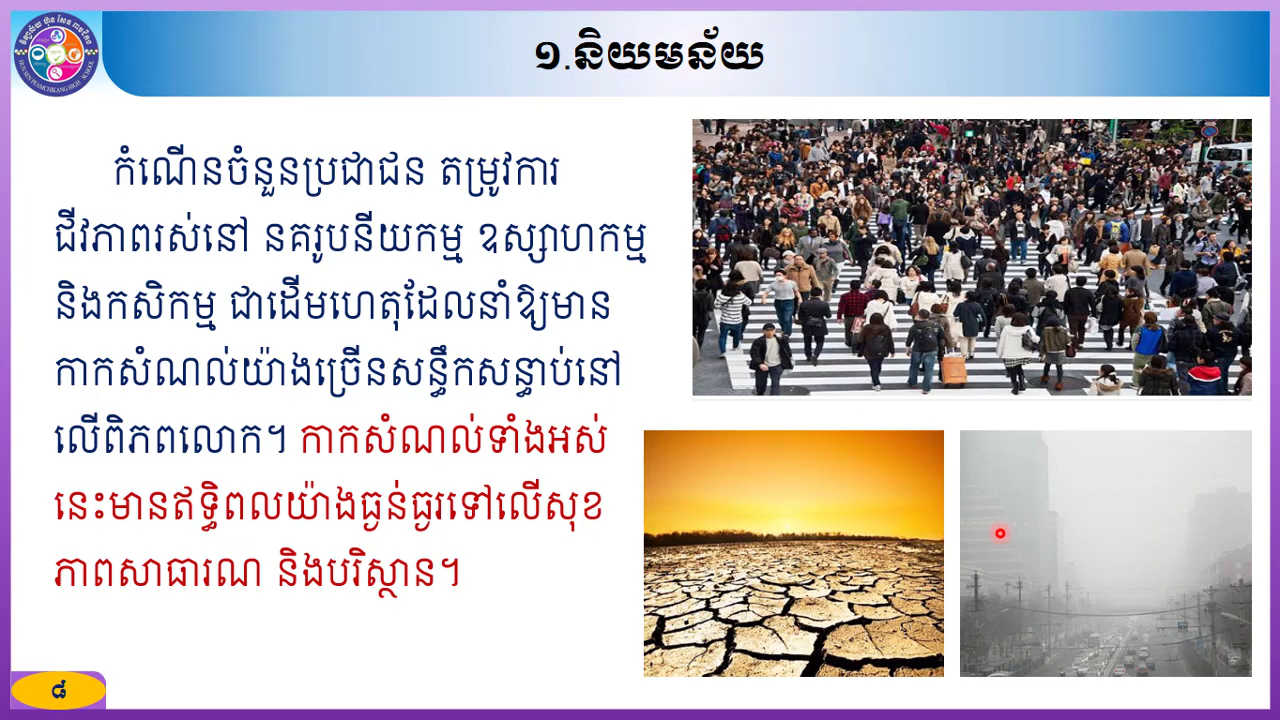 ១.និយមន័យ
កំណើនចំនួនប្រជាជន តម្រូវការ
ជីវភាពរស់នៅ នគរូបនីយកម្ម ឧស្សាហកម្ម
និងកសិកម្ម ជាដើមហេតុដែលនាំឱ្យមាន
កាកសំណល់យ៉ាងច្រើនសន្ធឹកសន្ធាប់នៅ
លើពិភពលោក។ កាកសំណល់ទាំងអស់
នេះមានឥទ្ធិពលយ៉ាងធ្ងន់ធ្ងរទៅលើសុខ
ភាពសាធារណ និងបរិស្ថាន។
៨